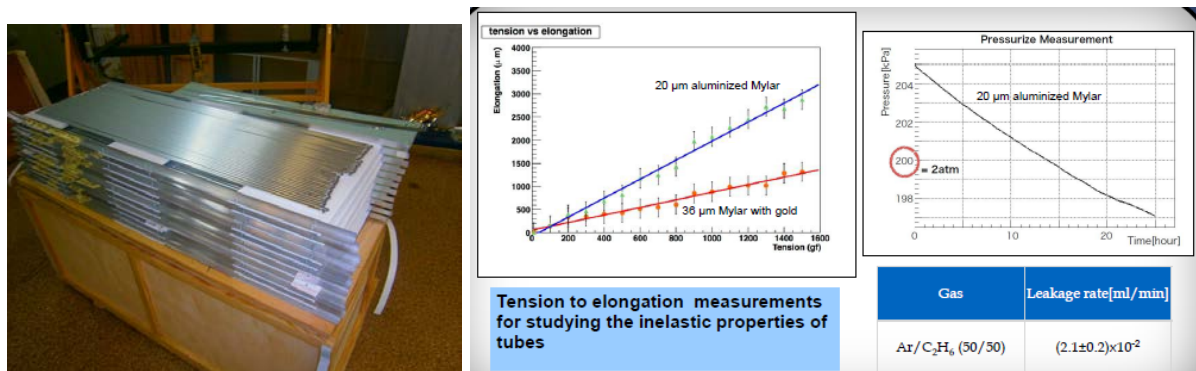 tension vs elongation
Elongation (μ m)
4000
3500
3000
2500
2000
1500
1000
500
0
0 200 400 600 800 1000 1200 1400 1600
Tension (gf)
20 μm aluminized Mylar
36 μm Mylar with gold
Tension to elongation measurements
for studying the inelastic properties of
tubes
Pressurize Measurement
Pressure[kPa]
204
202
200
= 2atm
198
0 10 20 Time[hour]
20 μm aluminized Mylar
Gas Leakage rate[ml/min]
Ar/C₂H₆ (50/50) (2.1±0.2)×10⁻²